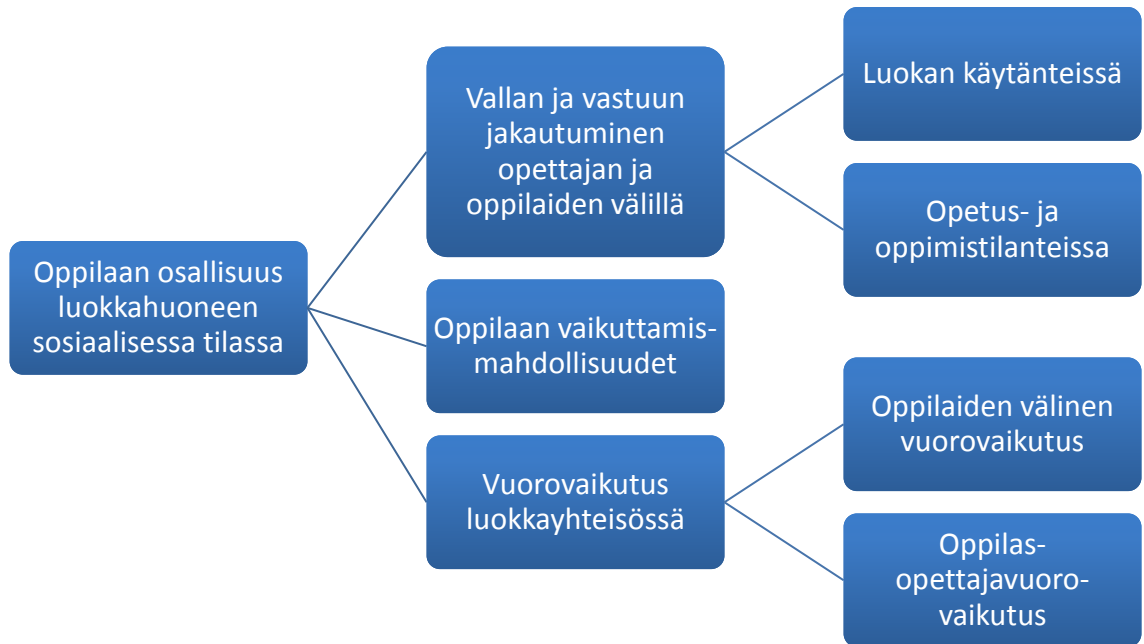 Oppilaan osallisuus
luokkahuoneen
sosiaalisessa tilassa
Vallan ja vastuun
jakautuminen
opettajan ja
oppilaiden välillä
Luokan käytänteissä
Opetus- ja
oppimistilanteissa
Oppilaan vaikuttamis-
mahdollisuudet
Vuorovaikutus
luokkayhteisössä
Oppilaiden välinen
vuorovaikutus
Oppilas-
opettajavuoro-
vaikutus